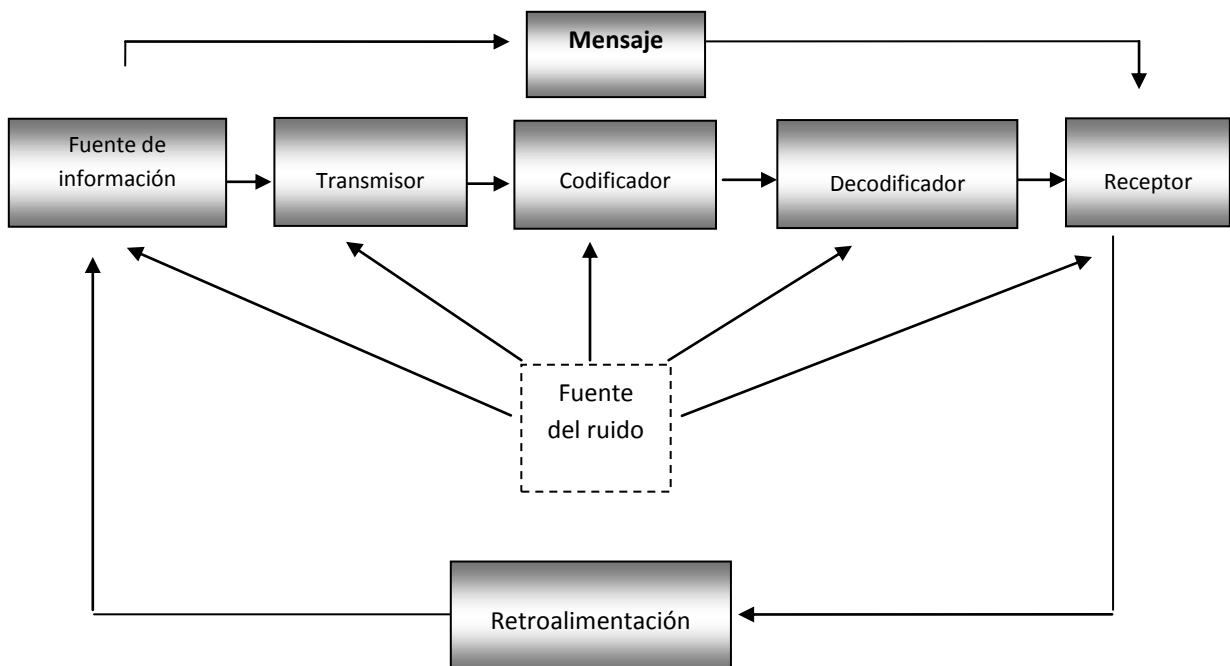 Mensaje
Fuente de
información
Transmisor
Codificador
Decodificador
Receptor
Fuente
del ruido
Retroalimentación